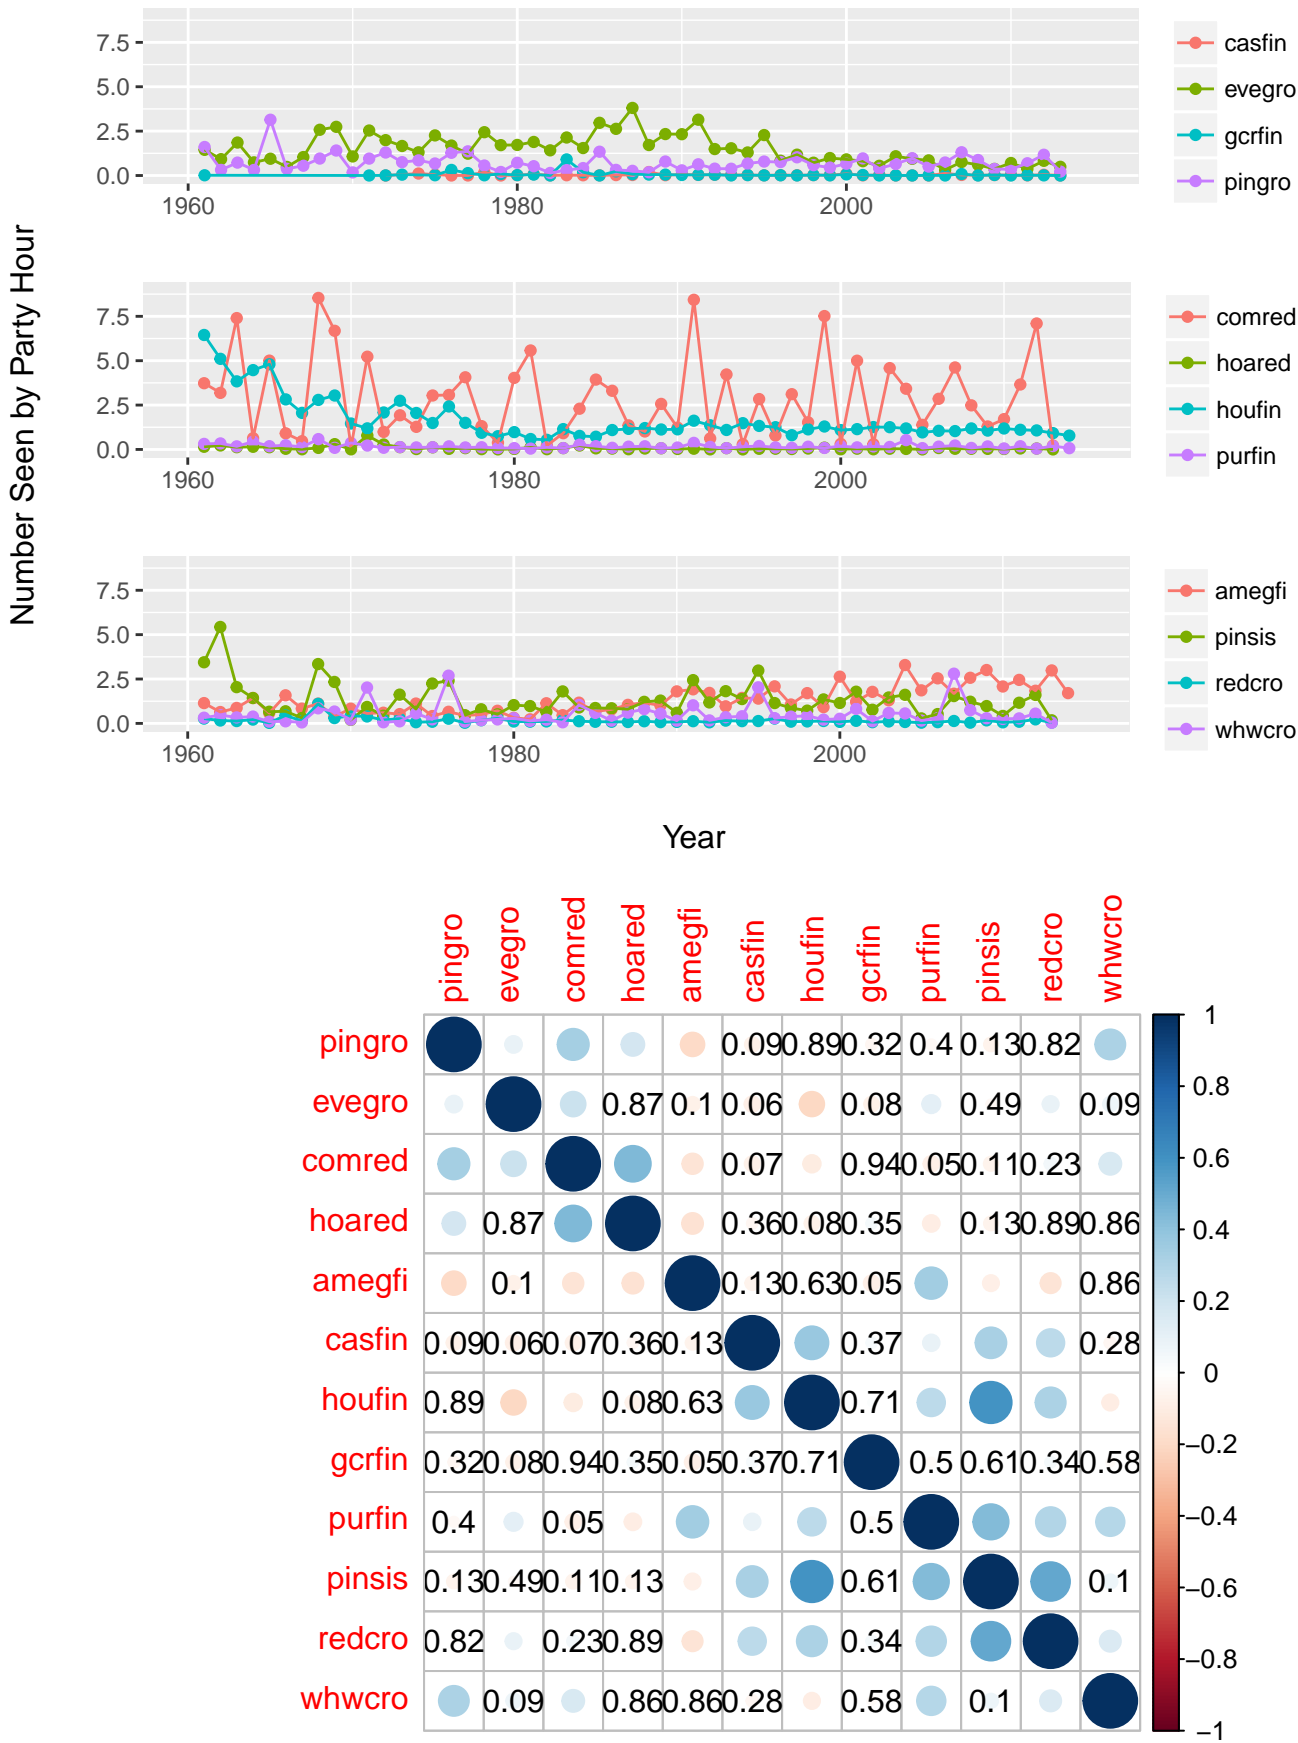 7.5
5.0
2.5
0.0
1960
1980
2000
casfin
evegro
gcrfin
pingro
Number Seen by Party Hour
7.5
5.0
2.5
0.0
1960
1980
2000
comred
hoared
houfin
purfin
7.5
5.0
2.5
0.0
1960
1980
2000
amegfi
pinsis
redcro
whwcro
Year
pingro evegro comred hoared amegfi casfin houfin gcrfin purfin pinsis redcro whwcro
pingro 0.09 0.89 0.32 0.4 0.13 0.82
evegro 0.87 0.1 0.06 0.08 0.49 0.09
comred 0.07 0.94 0.05 0.11 0.23
hoared 0.87 0.36 0.08 0.35 0.13 0.89 0.86
amegfi 0.1 0.13 0.63 0.05 0.86
casfin 0.09 0.06 0.07 0.36 0.13 0.37 0.28
houfin 0.89 0.08 0.63 0.71
gcrfin 0.32 0.08 0.94 0.35 0.05 0.37 0.71 0.5 0.61 0.34 0.58
purfin 0.4 0.05 0.5
pinsis 0.13 0.49 0.11 0.13 0.61 0.1
redcro 0.82 0.23 0.89 0.34
whwcro 0.09 0.86 0.86 0.28 0.58 0.1
1
0.8
0.6
0.4
0.2
0
−0.2
−0.4
−0.6
−0.8
−1